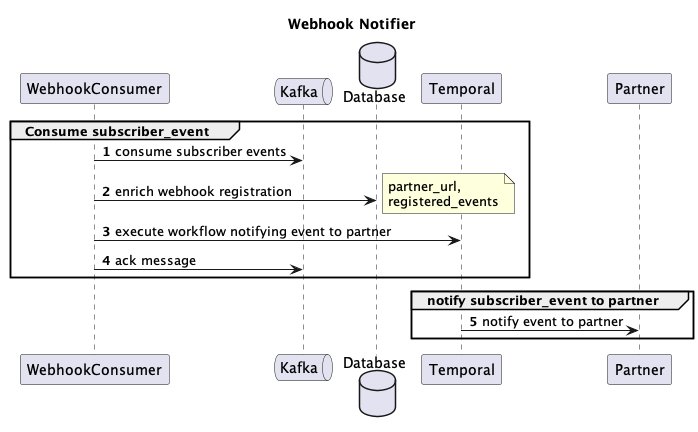 Webhook Notifier
WebhookConsumer
Kafka
Database
Temporal
Partner
Consume subscriber_event
1 consume subscriber events
2 enrich webhook registration
partner_url,
registered_events
3 execute workflow notifying event to partner
4 ack message
notify subscriber_event to partner
5 notify event to partner
WebhookConsumer
Kafka
Database
Temporal
Partner